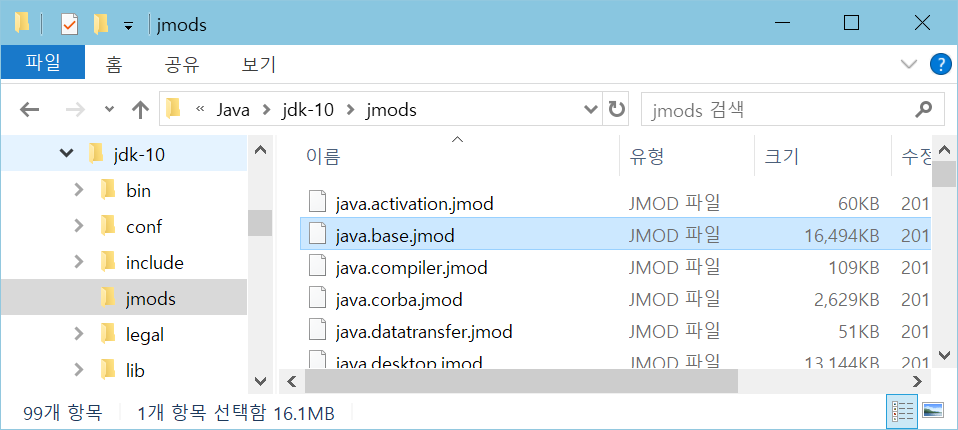 jmods
파일 홈 공유 보기
« Java > jdk-10 > jmods
jmods 검색
jdk-10
bin
conf
include
jmods
legal
lib
이름 유형 크기 수정
java.activation.jmod JMOD 파일 60KB 201
java.base.jmod JMOD 파일 16,494KB 201
java.compiler.jmod JMOD 파일 109KB 201
java.corba.jmod JMOD 파일 2,629KB 201
java.datatransfer.jmod JMOD 파일 51KB 201
java.desktop.jmod JMOD 파일 13,144KB 201
99개 항목 1개 항목 선택함 16.1MB